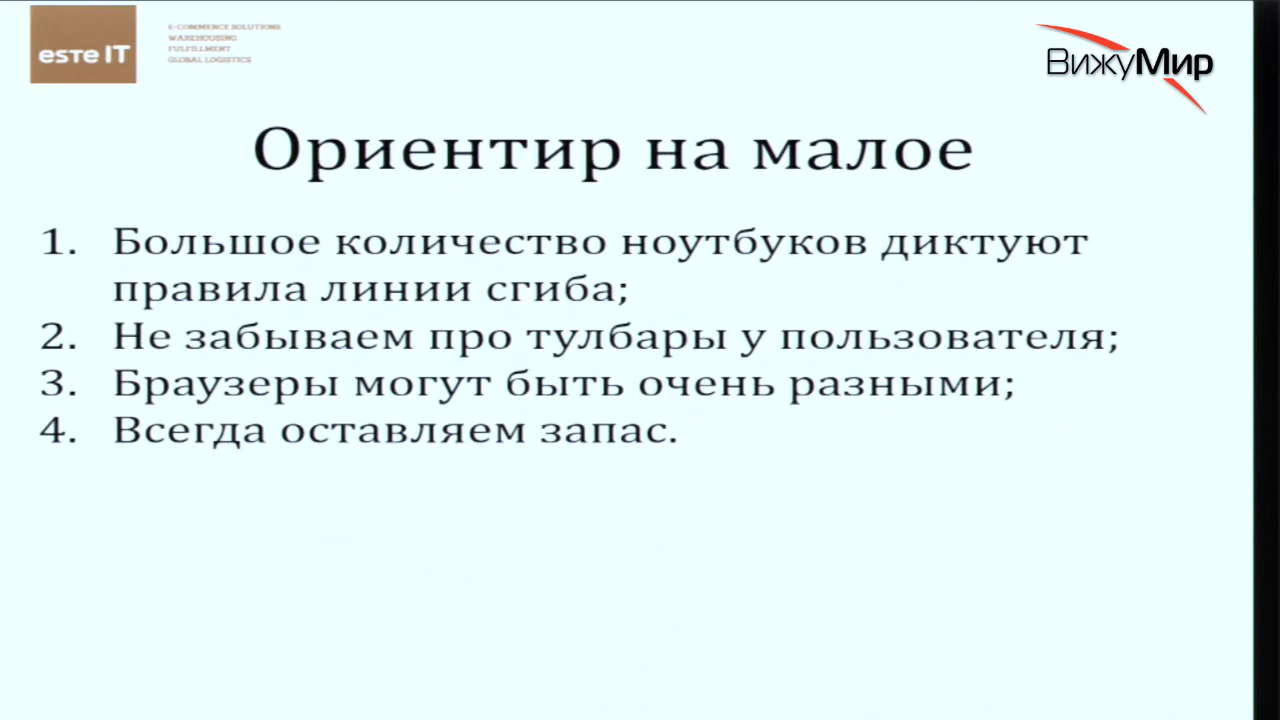 este IT
E-COMMERCE SOLUTIONS
WAREHOUSING
FULFILLMENT
GLOBAL LOGISTICS
ВижуМир
Ориентир на малое
1. Большое количество ноутбуков диктуют
правила линии сгиба;
2. Не забываем про тулбары у пользователя;
3. Браузеры могут быть очень разными;
4. Всегда оставляем запас.